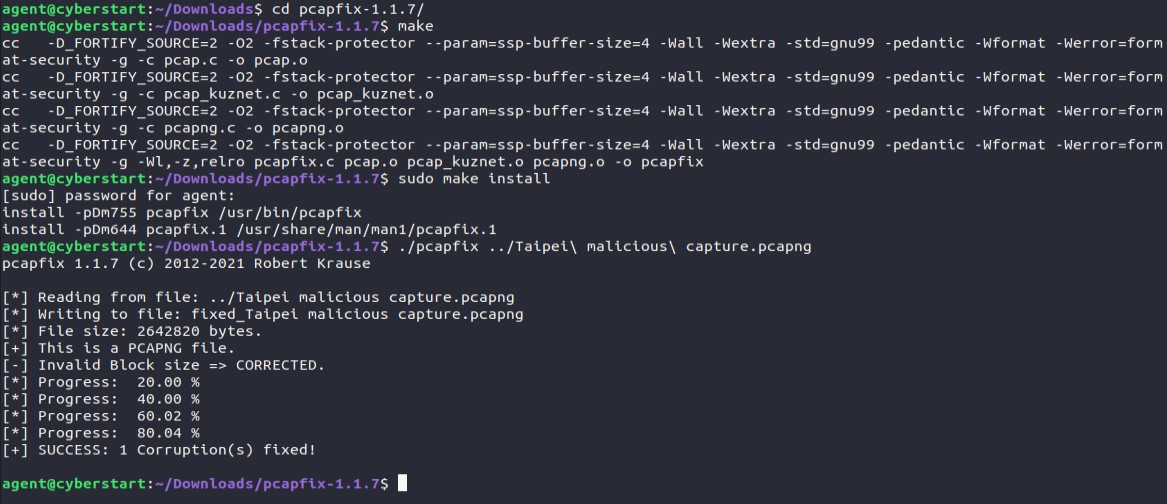 agent@cyberstart:~/Downloads$ cd pcapfix-1.1.7/
agent@cyberstart:~/Downloads/pcapfix-1.1.7$ make
cc   -D_FORTIFY_SOURCE=2 -O2 -fstack-protector --param=ssp-buffer-size=4 -Wall -Wextra -std=gnu99 -pedantic -Wformat -Werror=form
at-security -g -c pcap.c -o pcap.o
cc   -D_FORTIFY_SOURCE=2 -O2 -fstack-protector --param=ssp-buffer-size=4 -Wall -Wextra -std=gnu99 -pedantic -Wformat -Werror=form
at-security -g -c pcap_kuznet.c -o pcap_kuznet.o
cc   -D_FORTIFY_SOURCE=2 -O2 -fstack-protector --param=ssp-buffer-size=4 -Wall -Wextra -std=gnu99 -pedantic -Wformat -Werror=form
at-security -g -c pcapng.c -o pcapng.o
cc   -D_FORTIFY_SOURCE=2 -O2 -fstack-protector --param=ssp-buffer-size=4 -Wall -Wextra -std=gnu99 -pedantic -Wformat -Werror=form
at-security -g -Wl,-z,relro pcapfix.c pcap.o pcap_kuznet.o pcapng.o -o pcapfix
agent@cyberstart:~/Downloads/pcapfix-1.1.7$ sudo make install
[sudo] password for agent:
install -pDm755 pcapfix /usr/bin/pcapfix
install -pDm644 pcapfix.1 /usr/share/man/man1/pcapfix.1
agent@cyberstart:~/Downloads/pcapfix-1.1.7$ ./pcapfix ../Taipei\ malicious\ capture.pcapng
pcapfix 1.1.7 (c) 2012-2021 Robert Krause
[*] Reading from file: ../Taipei malicious capture.pcapng
[*] Writing to file: fixed_Taipei malicious capture.pcapng
[*] File size: 2642820 bytes.
[+] This is a PCAPNG file.
[-] Invalid Block size => CORRECTED.
[*] Progress:  20.00 %
[*] Progress:  40.00 %
[*] Progress:  60.02 %
[*] Progress:  80.04 %
[+] SUCCESS: 1 Corruption(s) fixed!
agent@cyberstart:~/Downloads/pcapfix-1.1.7$